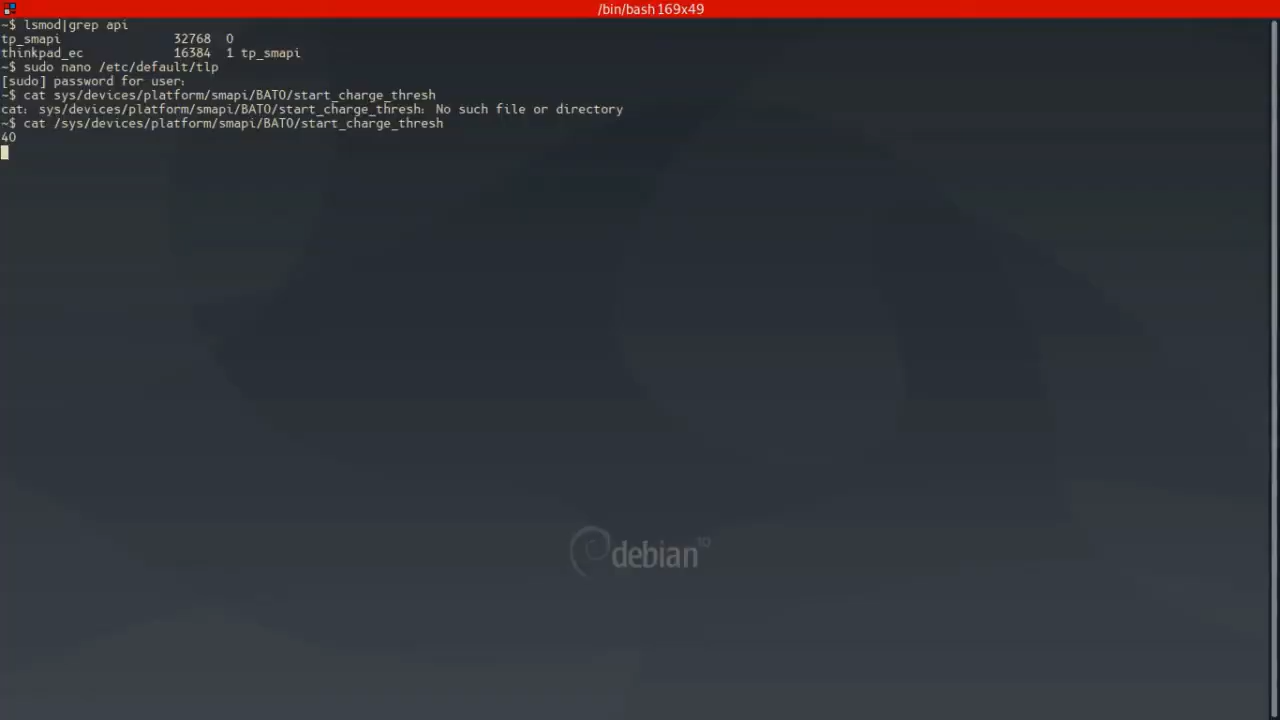 /bin/bash 169x49
~$ lsmod|grep api
tp_smapi               32768  0
thinkpad_ec            16384  1 tp_smapi
~$ sudo nano /etc/default/tlp
[sudo] password for user:
~$ cat sys/devices/platform/smapi/BAT0/start_charge_thresh
cat: sys/devices/platform/smapi/BAT0/start_charge_thresh: No such file or directory
~$ cat /sys/devices/platform/smapi/BAT0/start_charge_thresh
40
debian 10